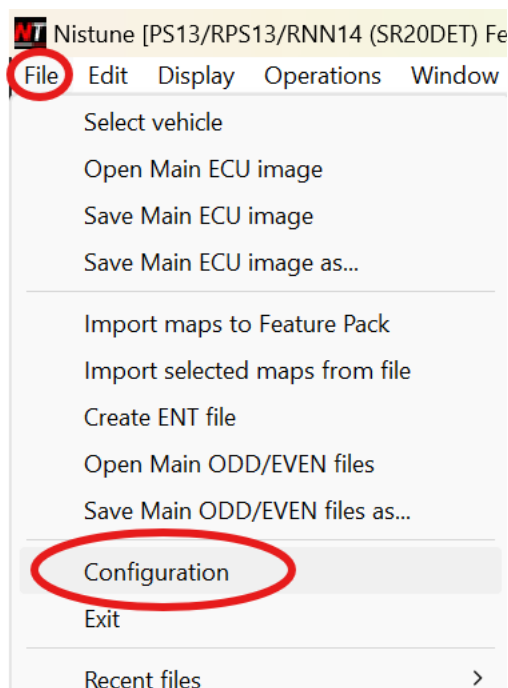 NT Nistune [PS13/RPS13/RNN14 (SR20DET) Fe
File Edit Display Operations Window
Select vehicle
Open Main ECU image
Save Main ECU image
Save Main ECU image as...
Import maps to Feature Pack
Import selected maps from file
Create ENT file
Open Main ODD/EVEN files
Save Main ODD/EVEN files as...
Configuration
Exit
Recent files